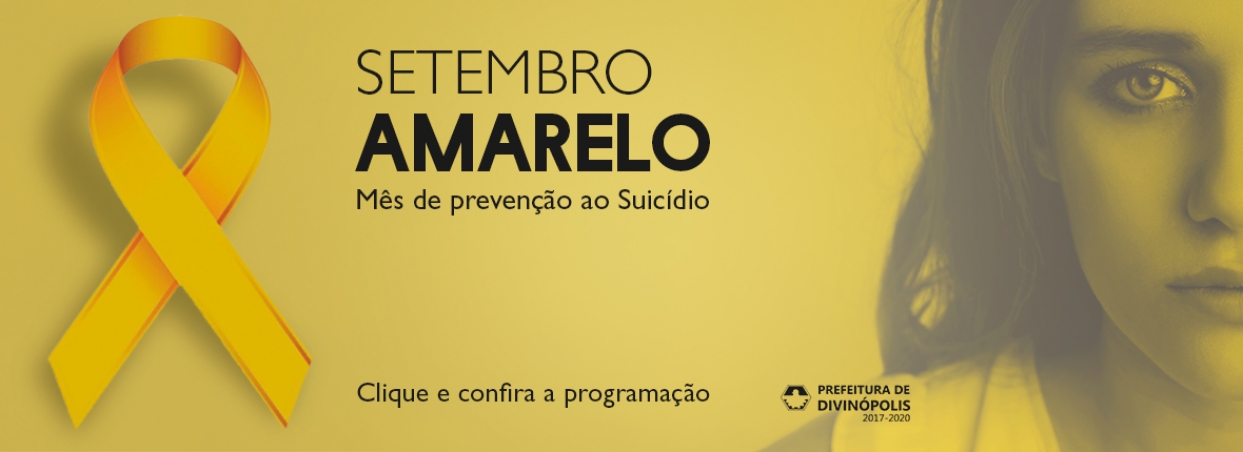 SETEMBRO
AMARELO
Mês de prevenção ao Suicídio
Clique e confira a programação
PREFEITURA DE
DIVINÓPOLIS
2017-2020